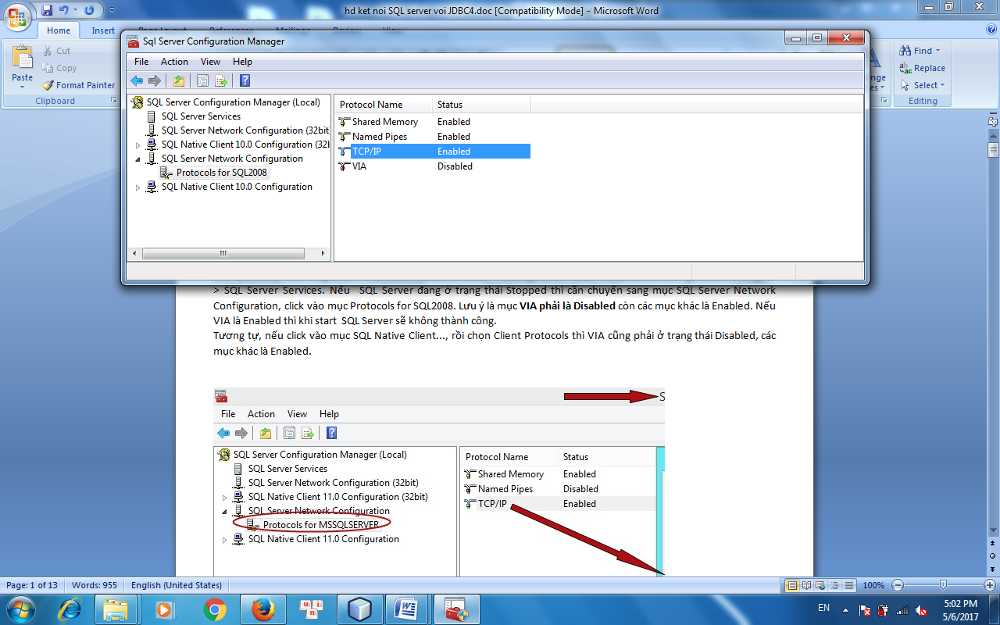 hd ket noi SQL server voi JDBC4.doc [Compatibility Mode] - Microsoft Word
Home Insert Page Layout References Mailings Review View
Paste
Cut
Copy
Format Painter
Clipboard
Find
Replace
Select
Editing
Sql Server Configuration Manager
File Action View Help
SQL Server Configuration Manager (Local)
SQL Server Services
SQL Server Network Configuration (32bit
SQL Native Client 10.0 Configuration (32b
SQL Server Network Configuration
Protocols for SQL2008
SQL Native Client 10.0 Configuration
Protocol Name Status
Shared Memory Enabled
Named Pipes Enabled
TCP/IP Enabled
VIA Disabled
> SQL Server Services. Nếu SQL Server đang ở trạng thái Stopped thì cần chuyển sang mục SQL Server Network
Configuration, click vào mục Protocols for SQL2008. Lưu ý là mục VIA phải là Disabled còn các mục khác là Enabled. Nếu
VIA là Enabled thì khi start SQL Server sẽ không thành công.
Tương tự, nếu click vào mục SQL Native Client..., rồi chọn Client Protocols thì VIA cũng phải ở trạng thái Disabled, các
mục khác là Enabled.
S
File Action View Help
SQL Server Configuration Manager (Local)
SQL Server Services
SQL Server Network Configuration (32bit)
SQL Native Client 11.0 Configuration (32bit)
SQL Server Network Configuration
Protocols for MSSQLSERVER
SQL Native Client 11.0 Configuration
Protocol Name Status
Shared Memory Enabled
Named Pipes Disabled
TCP/IP Enabled
Page: 1 of 13 Words: 955 English (United States) 100%
EN
5:02 PM
5/6/2017